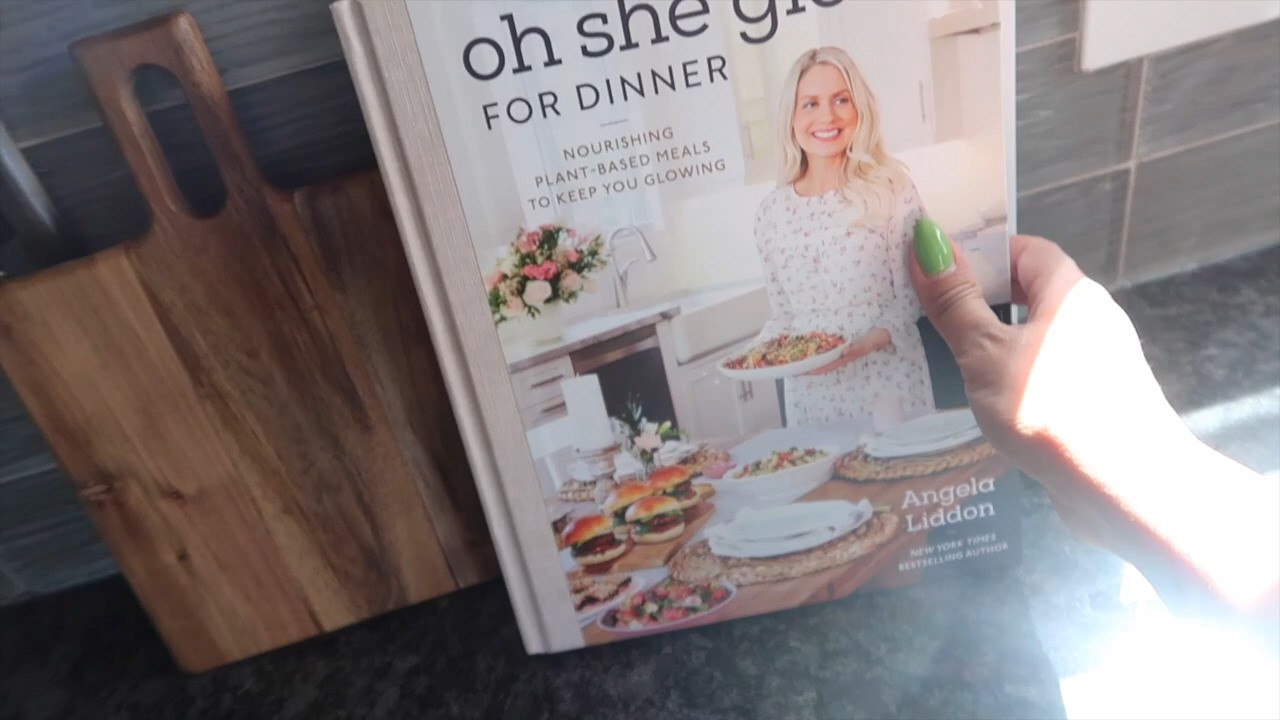 oh she glo
FOR DINNER
NOURISHING
PLANT-BASED MEALS
TO KEEP YOU GLOWING
Angela
Liddon
NEW YORK TIMES
BESTSELLING AUTHOR